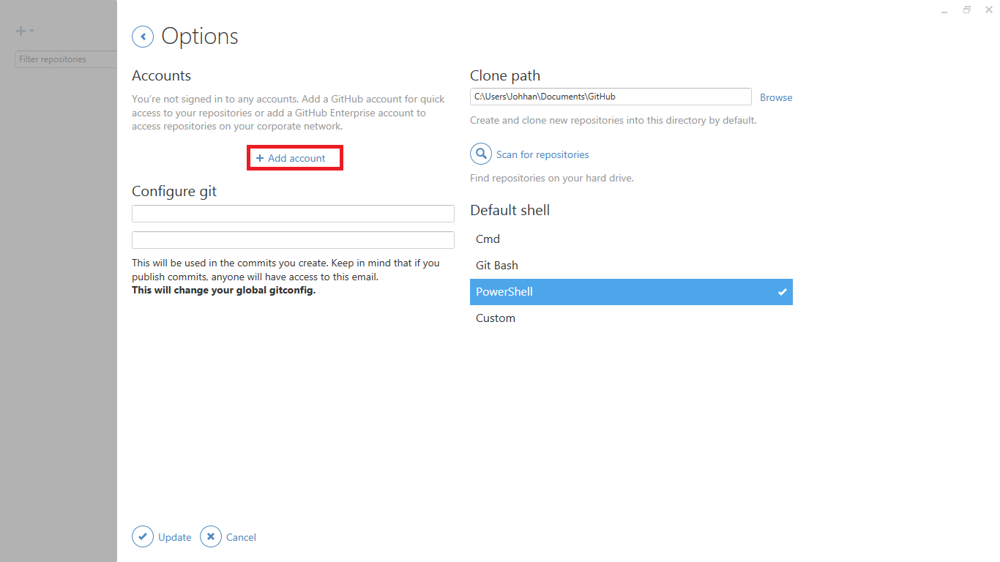 Filter repositories
Options
Accounts
You're not signed in to any accounts. Add a GitHub account for quick
access to your repositories or add a GitHub Enterprise account to
access repositories on your corporate network.
+ Add account
Configure git
This will be used in the commits you create. Keep in mind that if you
publish commits, anyone will have access to this email.
This will change your global gitconfig.
Clone path
C:\Users\Johhan\Documents\GitHub
Browse
Create and clone new repositories into this directory by default.
Scan for repositories
Find repositories on your hard drive.
Default shell
Cmd
Git Bash
PowerShell
Custom
Update
Cancel